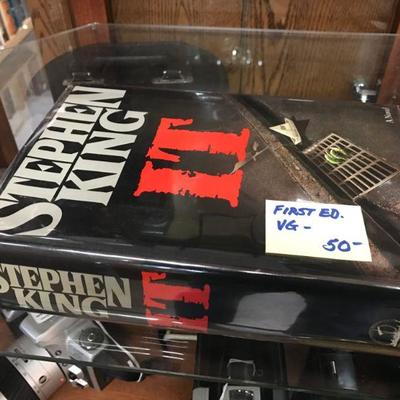 STEPHEN
KING
IT
A Novel
FIRST ED.
VG -
50-
STEPHEN
KING
IT